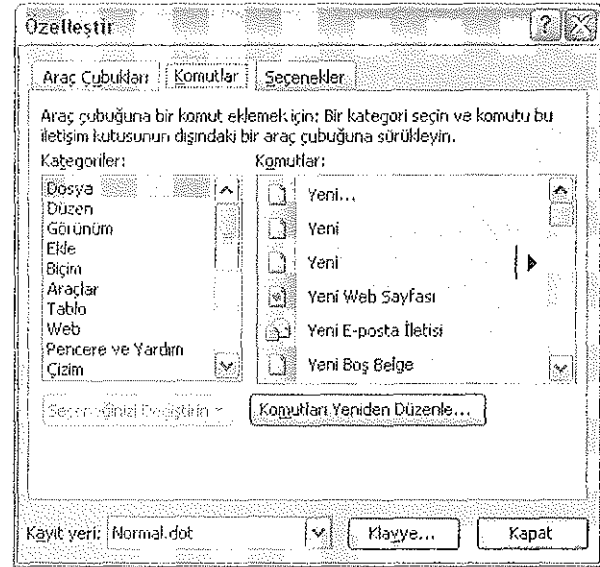 Özelleştir
Araç Çubukları Komutlar Seçenekler
Araç çubuğuna bir komut eklemek için: Bir kategori seçin ve komutu bu
iletişim kutusunun dışındaki bir araç çubuğuna sürükleyin.
Kategoriler: Komutlar:
Dosya
Düzen
Görünüm
Ekle
Biçim
Araçlar
Tablo
Web
Pencere ve Yardım
Çizim
Yeni...
Yeni
Yeni
Yeni Web Sayfası
Yeni E-posta İletisi
Yeni Boş Belge
Seçeneğinizi Değiştirin Komutları Yeniden Düzenle...
Kayıt yeri: Normal.dot Klavye... Kapat